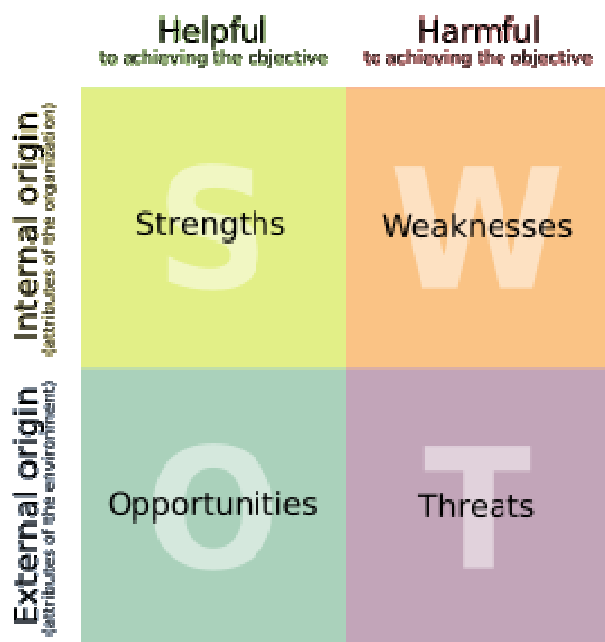 Helpful
to achieving the objective
Harmful
to achieving the objective
Internal origin
(attributes of the organization)
S
Strengths
W
Weaknesses
External origin
(attributes of the environment)
O
Opportunities
T
Threats